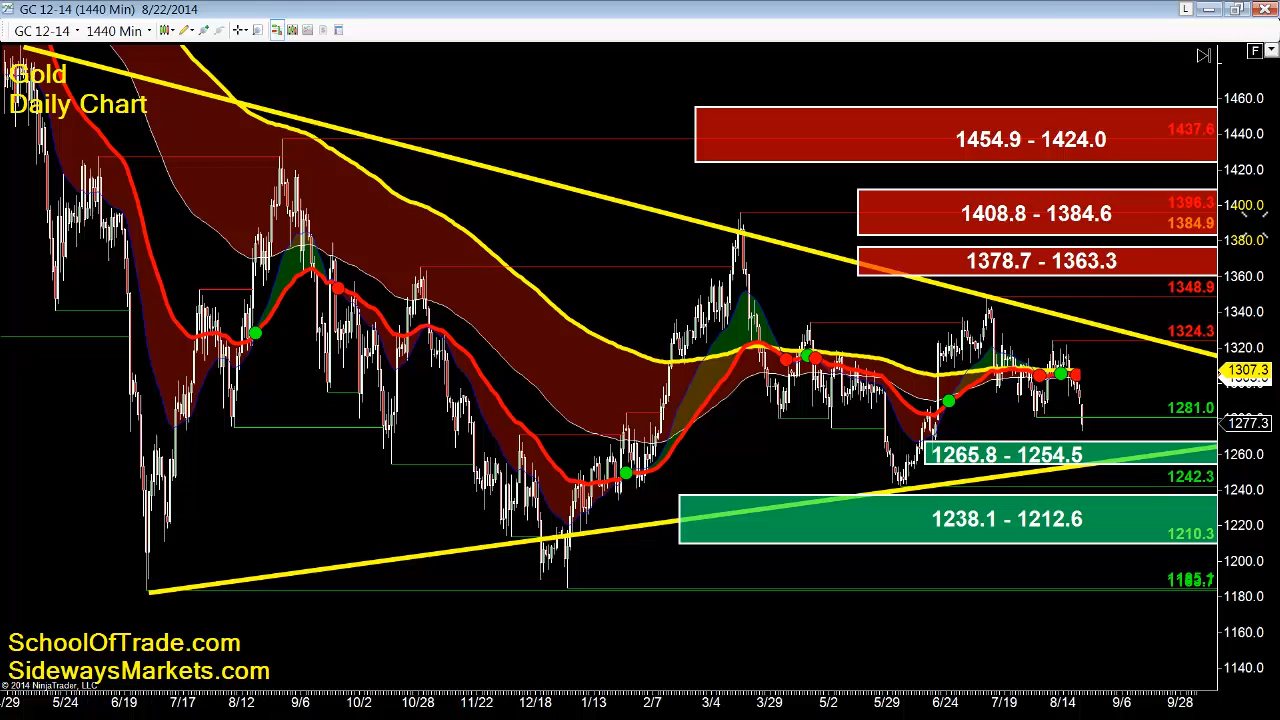 GC 12-14 (1440 Min)  8/22/2014
L
GC 12-14  1440 Min
F
Gold
Daily Chart
1460.0
1454.9 - 1424.0
1437.6
1440.0
1420.0
1408.8 - 1384.6
1396.3
1384.9
1400.0
1380.0
1378.7 - 1363.3
1360.0
1348.9
1340.0
1324.3
1320.0
1307.3
1281.0
1277.3
1265.8 - 1254.5
1260.0
1242.3
1240.0
1238.1 - 1212.6
1220.0
1210.3
1200.0
1180.0
1160.0
1140.0
SchoolOfTrade.com
SidewaysMarkets.com
© 2014 NinjaTrader, LLC
/29 5/24 6/19 7/17 8/12 9/6 10/2 10/28 11/22 12/18 1/13 2/7 3/4 3/29 5/2 5/29 6/24 7/19 8/14 9/6 9/28